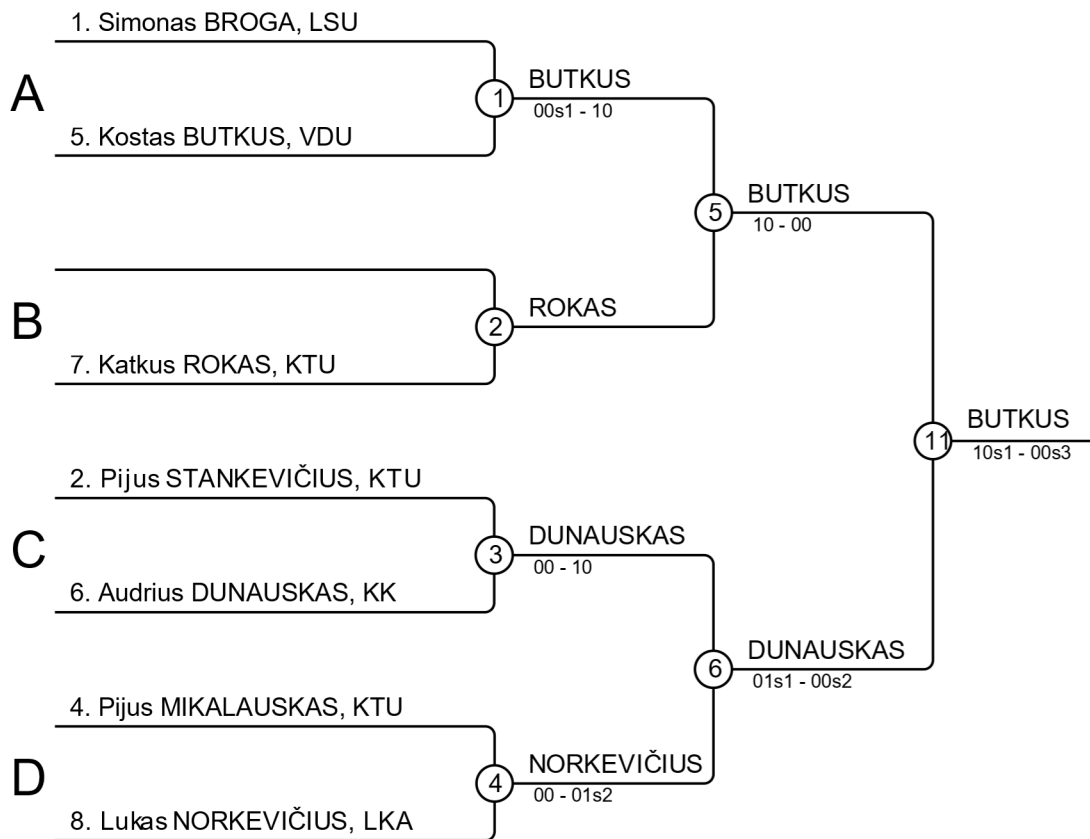 1. Simonas BROGA, LSU
A
1
BUTKUS
00s1 - 10
5. Kostas BUTKUS, VDU
5
BUTKUS
10 - 00
B
2
ROKAS
7. Katkus ROKAS, KTU
11
BUTKUS
10s1 - 00s3
2. Pijus STANKEVIČIUS, KTU
C
3
DUNAUSKAS
00 - 10
6. Audrius DUNAUSKAS, KK
6
DUNAUSKAS
01s1 - 00s2
4. Pijus MIKALAUSKAS, KTU
D
4
NORKEVIČIUS
00 - 01s2
8. Lukas NORKEVIČIUS, LKA